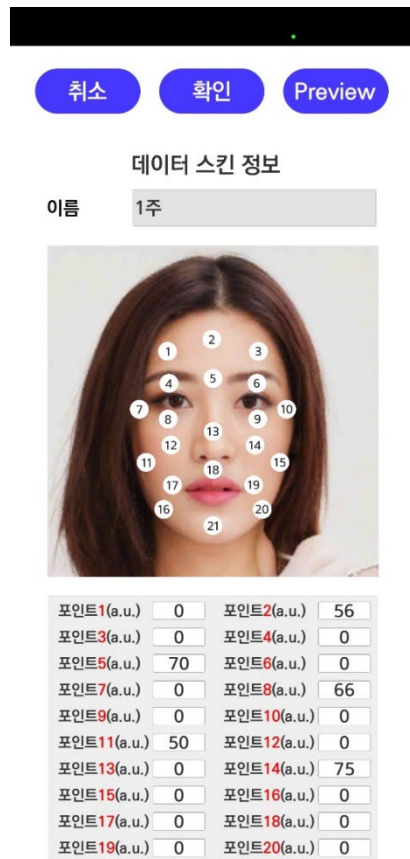 취소 확인 Preview
데이터 스킨 정보
이름 1주
2
1 3
5
4 6
7 10
8 9
13
12 14
11 15
18
17 19
16 20
21
포인트1(a.u.) 0 포인트2(a.u.) 56
포인트3(a.u.) 0 포인트4(a.u.) 0
포인트5(a.u.) 70 포인트6(a.u.) 0
포인트7(a.u.) 0 포인트8(a.u.) 66
포인트9(a.u.) 0 포인트10(a.u.) 0
포인트11(a.u.) 50 포인트12(a.u.) 0
포인트13(a.u.) 0 포인트14(a.u.) 75
포인트15(a.u.) 0 포인트16(a.u.) 0
포인트17(a.u.) 0 포인트18(a.u.) 0
포인트19(a.u.) 0 포인트20(a.u.) 0